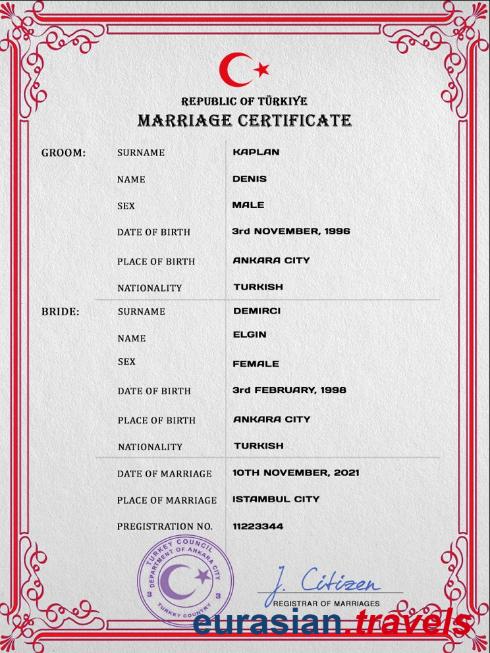 REPUBLIC OF TÜRKIYE
MARRIAGE CERTIFICATE
GROOM: SURNAME KAPLAN
NAME DENIS
SEX MALE
DATE OF BIRTH 3rd NOVEMBER, 1996
PLACE OF BIRTH ANKARA CITY
NATIONALITY TURKISH
BRIDE: SURNAME DEMIRCI
NAME ELGIN
SEX FEMALE
DATE OF BIRTH 3rd FEBRUARY, 1998
PLACE OF BIRTH ANKARA CITY
NATIONALITY TURKISH
DATE OF MARRIAGE 10TH NOVEMBER, 2021
PLACE OF MARRIAGE ISTAMBUL CITY
PREGISTRATION NO. 11223344
TURKEY COUNCIL
DEPARTMENT OF ANKARA CITY
TURKEY COUNTRY
J. Citizen
REGISTRAR OF MARRIAGES
eurasian.travels